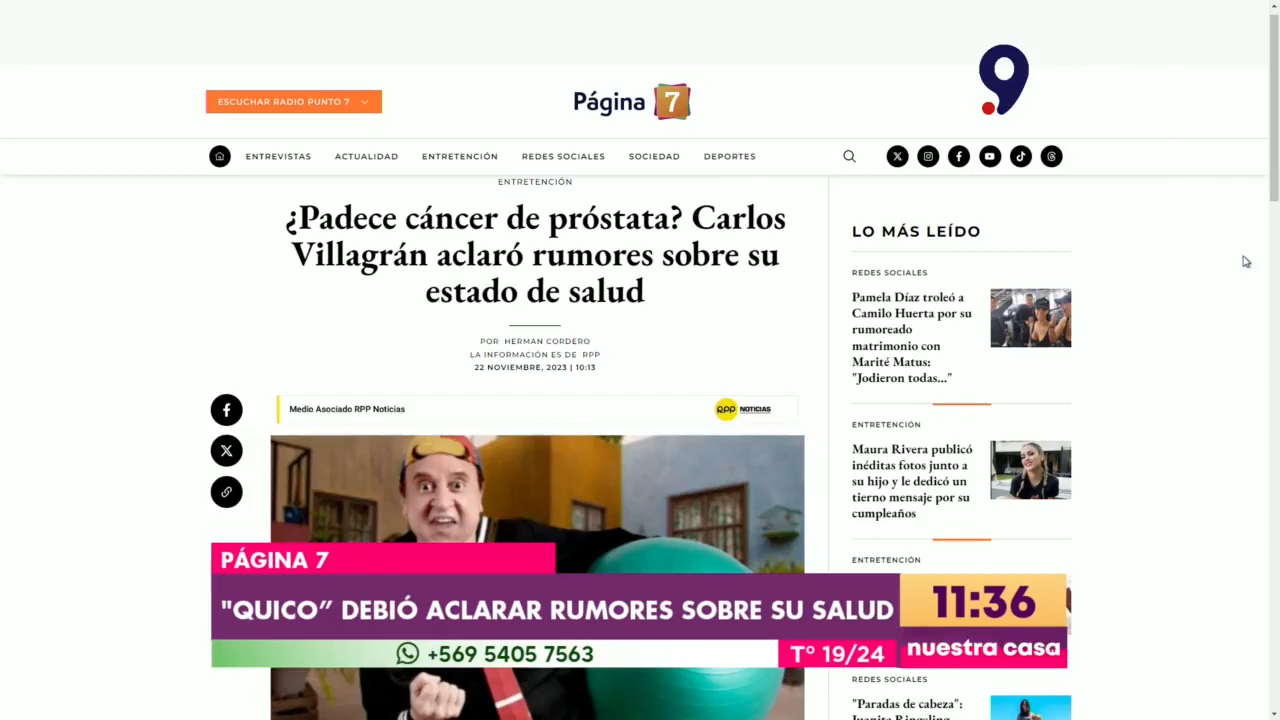 9
ESCUCHAR RADIO PUNTO 7
Página 7
ENTREVISTAS ACTUALIDAD ENTRETENCIÓN REDES SOCIALES SOCIEDAD DEPORTES
ENTRETENCIÓN
¿Padece cáncer de próstata? Carlos
Villagrán aclaró rumores sobre su
estado de salud
POR HERMAN CORDERO
LA INFORMACIÓN ES DE RPP
22 NOVIEMBRE, 2023 | 10:13
Medio Asociado RPP Noticias
RPP NOTICIAS
LO MÁS LEÍDO
REDES SOCIALES
Pamela Díaz troleó a
Camilo Huerta por su
rumoreado
matrimonio con
Marité Matus:
"Jodieron todas..."
ENTRETENCIÓN
Maura Rivera publicó
inéditas fotos junto a
su hijo y le dedicó un
tierno mensaje por su
cumpleaños
ENTRETENCIÓN
REDES SOCIALES
"Paradas de cabeza":
PÁGINA 7
"QUICO” DEBIÓ ACLARAR RUMORES SOBRE SU SALUD
11:36
+569 5405 7563
T° 19/24
nuestra casa